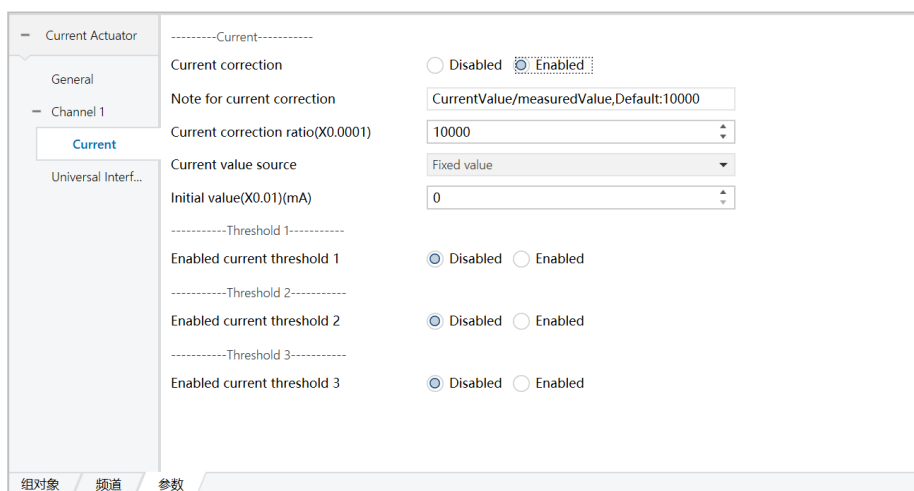 Current Actuator
General
Channel 1
Current
Universal Interf...
---------Current-----------
Current correction Disabled Enabled
Note for current correction CurrentValue/measuredValue,Default:10000
Current correction ratio(X0.0001) 10000
Current value source Fixed value
Initial value(X0.01)(mA) 0
-----------Threshold 1-----------
Enabled current threshold 1 Disabled Enabled
-----------Threshold 2-----------
Enabled current threshold 2 Disabled Enabled
-----------Threshold 3-----------
Enabled current threshold 3 Disabled Enabled
组对象 频道 参数